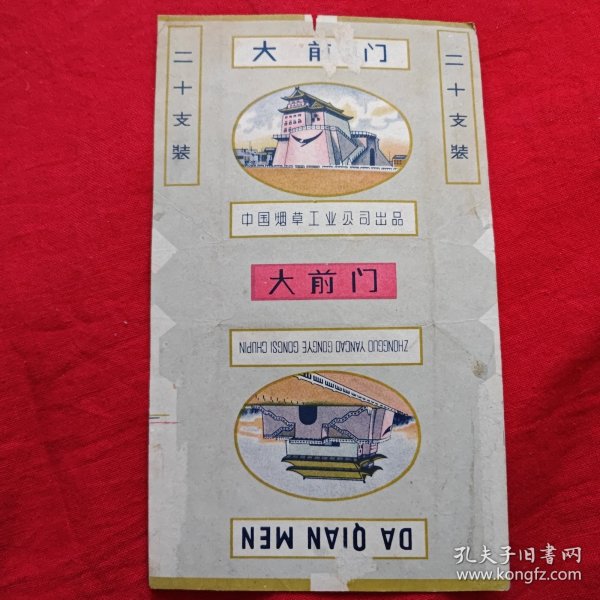 大前门
二十支装
二十支装
中国烟草工业公司出品
大前门
ZHONGGUO YANCAO GONGYE GONGSI CHUPIN
DA QIAN MEN
孔夫子旧书网
www.kongfz.com